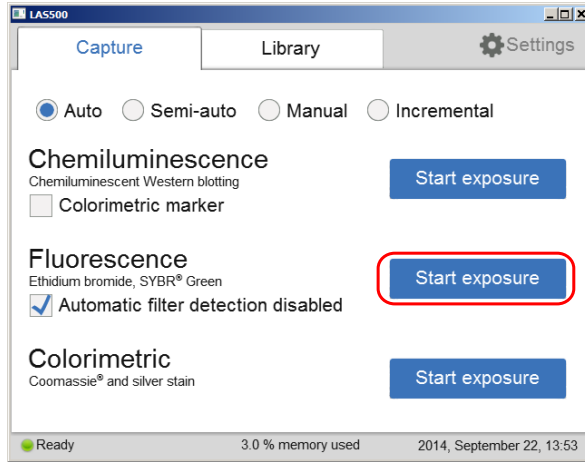 LAS500
Capture
Library
Settings
Auto
Semi-auto
Manual
Incremental
Chemiluminescence
Chemiluminescent Western blotting
Colorimetric marker
Start exposure
Fluorescence
Ethidium bromide, SYBR® Green
Automatic filter detection disabled
Start exposure
Colorimetric
Coomassie® and silver stain
Start exposure
Ready
3.0 % memory used
2014, September 22, 13:53